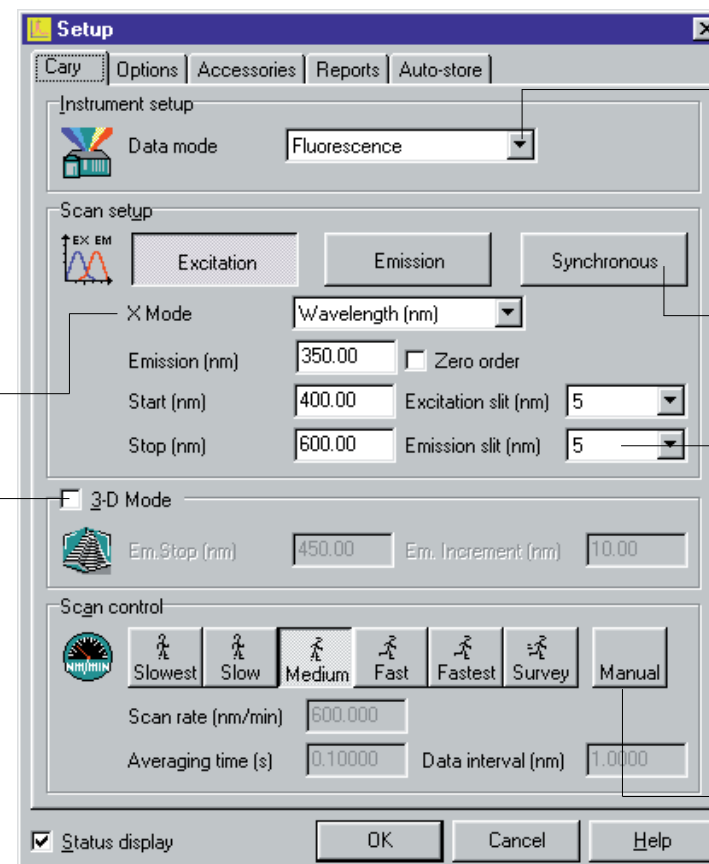 Setup
Cary Options Accessories Reports Auto-store
Instrument setup
Data mode Fluorescence
Scan setup
EX EM
Excitation Emission Synchronous
X Mode Wavelength (nm)
Emission (nm) 350.00 Zero order
Start (nm) 400.00 Excitation slit (nm) 5
Stop (nm) 600.00 Emission slit (nm) 5
3-D Mode
Em.Stop (nm) 450.00 Em. Increment (nm) 10.00
Scan control
NM/MIN
Slowest Slow Medium Fast Fastest Survey Manual
Scan rate (nm/min) 600.000
Averaging time (s) 0.10000 Data interval (nm) 1.0000
Status display OK Cancel Help